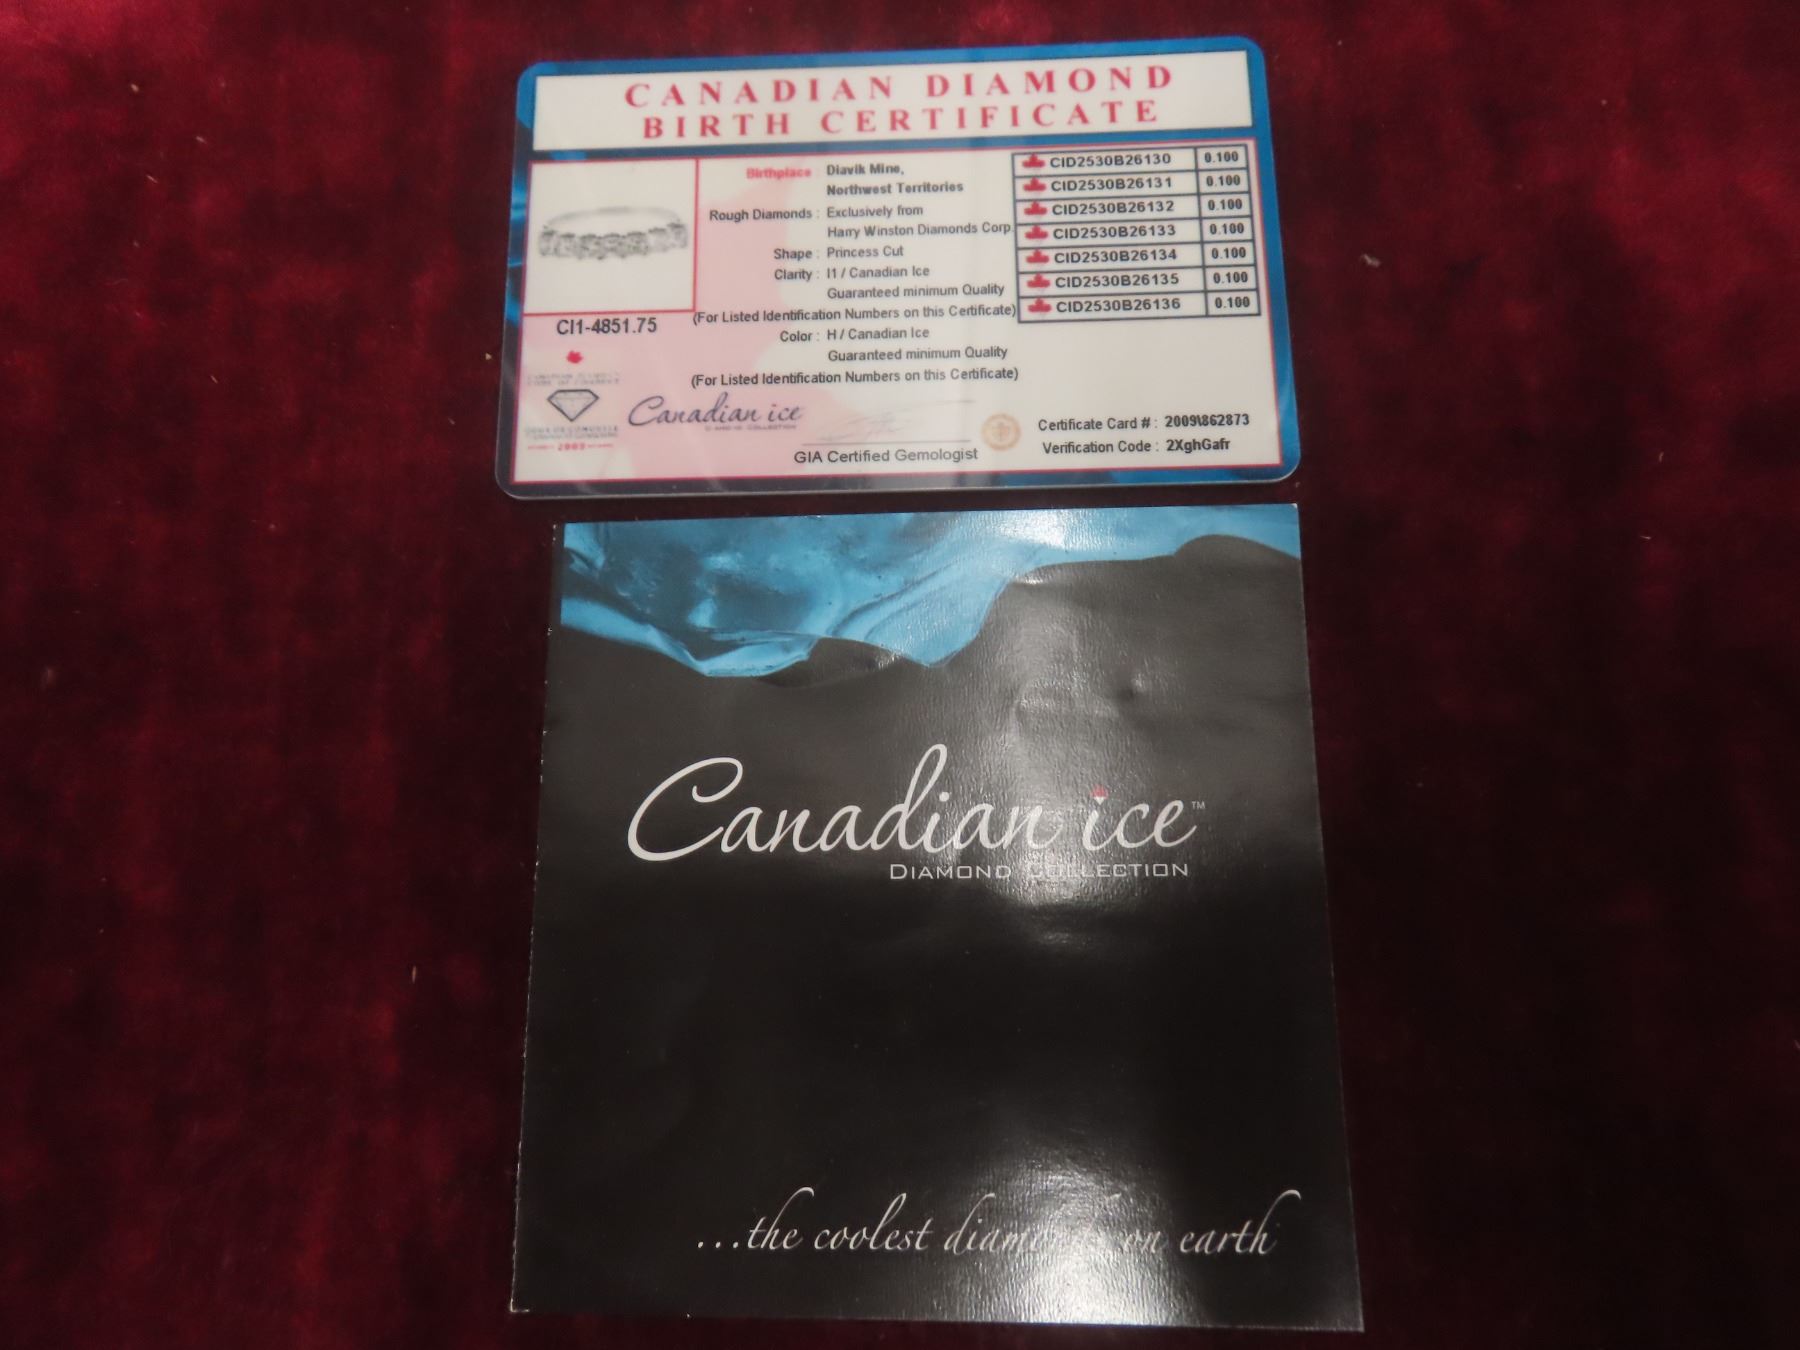 CANADIAN DIAMOND
BIRTH CERTIFICATE
Birthplace : Diavik Mine,
Northwest Territories
Rough Diamonds : Exclusively from
Harry Winston Diamonds Corp.
Shape : Princess Cut
Clarity : I1 / Canadian Ice
Guaranteed minimum Quality
(For Listed Identification Numbers on this Certificate)
Color : H / Canadian Ice
Guaranteed minimum Quality
(For Listed Identification Numbers on this Certificate)
CID2530B26130 0.100
CID2530B26131 0.100
CID2530B26132 0.100
CID2530B26133 0.100
CID2530B26134 0.100
CID2530B26135 0.100
CID2530B26136 0.100
CI1-4851.75
Canadian ice
GIA Certified Gemologist
Certificate Card # : 2009\862873
Verification Code : 2XghGafr
Canadian ice™
DIAMOND COLLECTION
...the coolest diamonds on earth